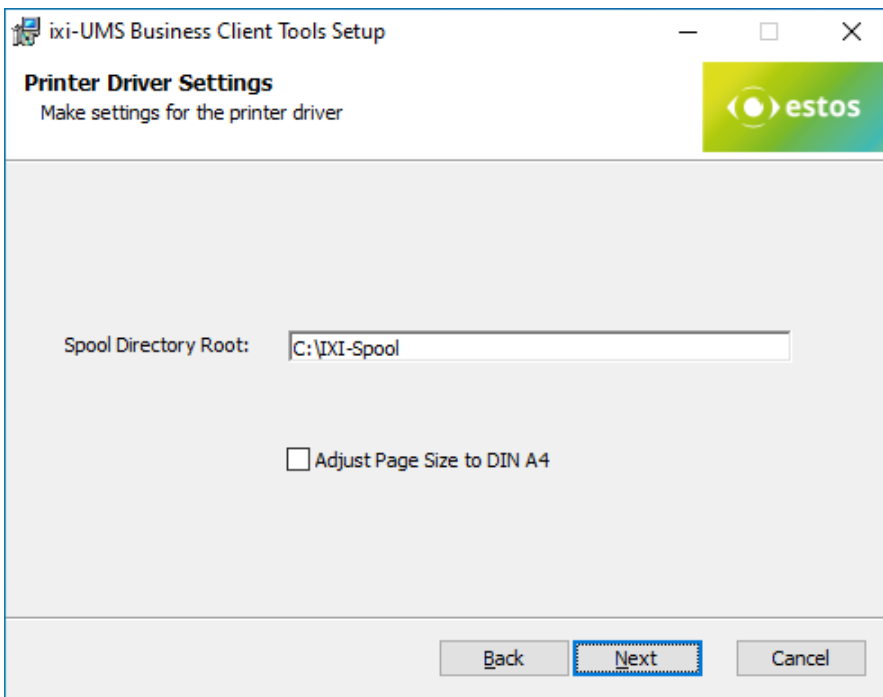 ixi-UMS Business Client Tools Setup
Printer Driver Settings
Make settings for the printer driver
estos
Spool Directory Root:
C:\IXI-Spool
Adjust Page Size to DIN A4
Back
Next
Cancel